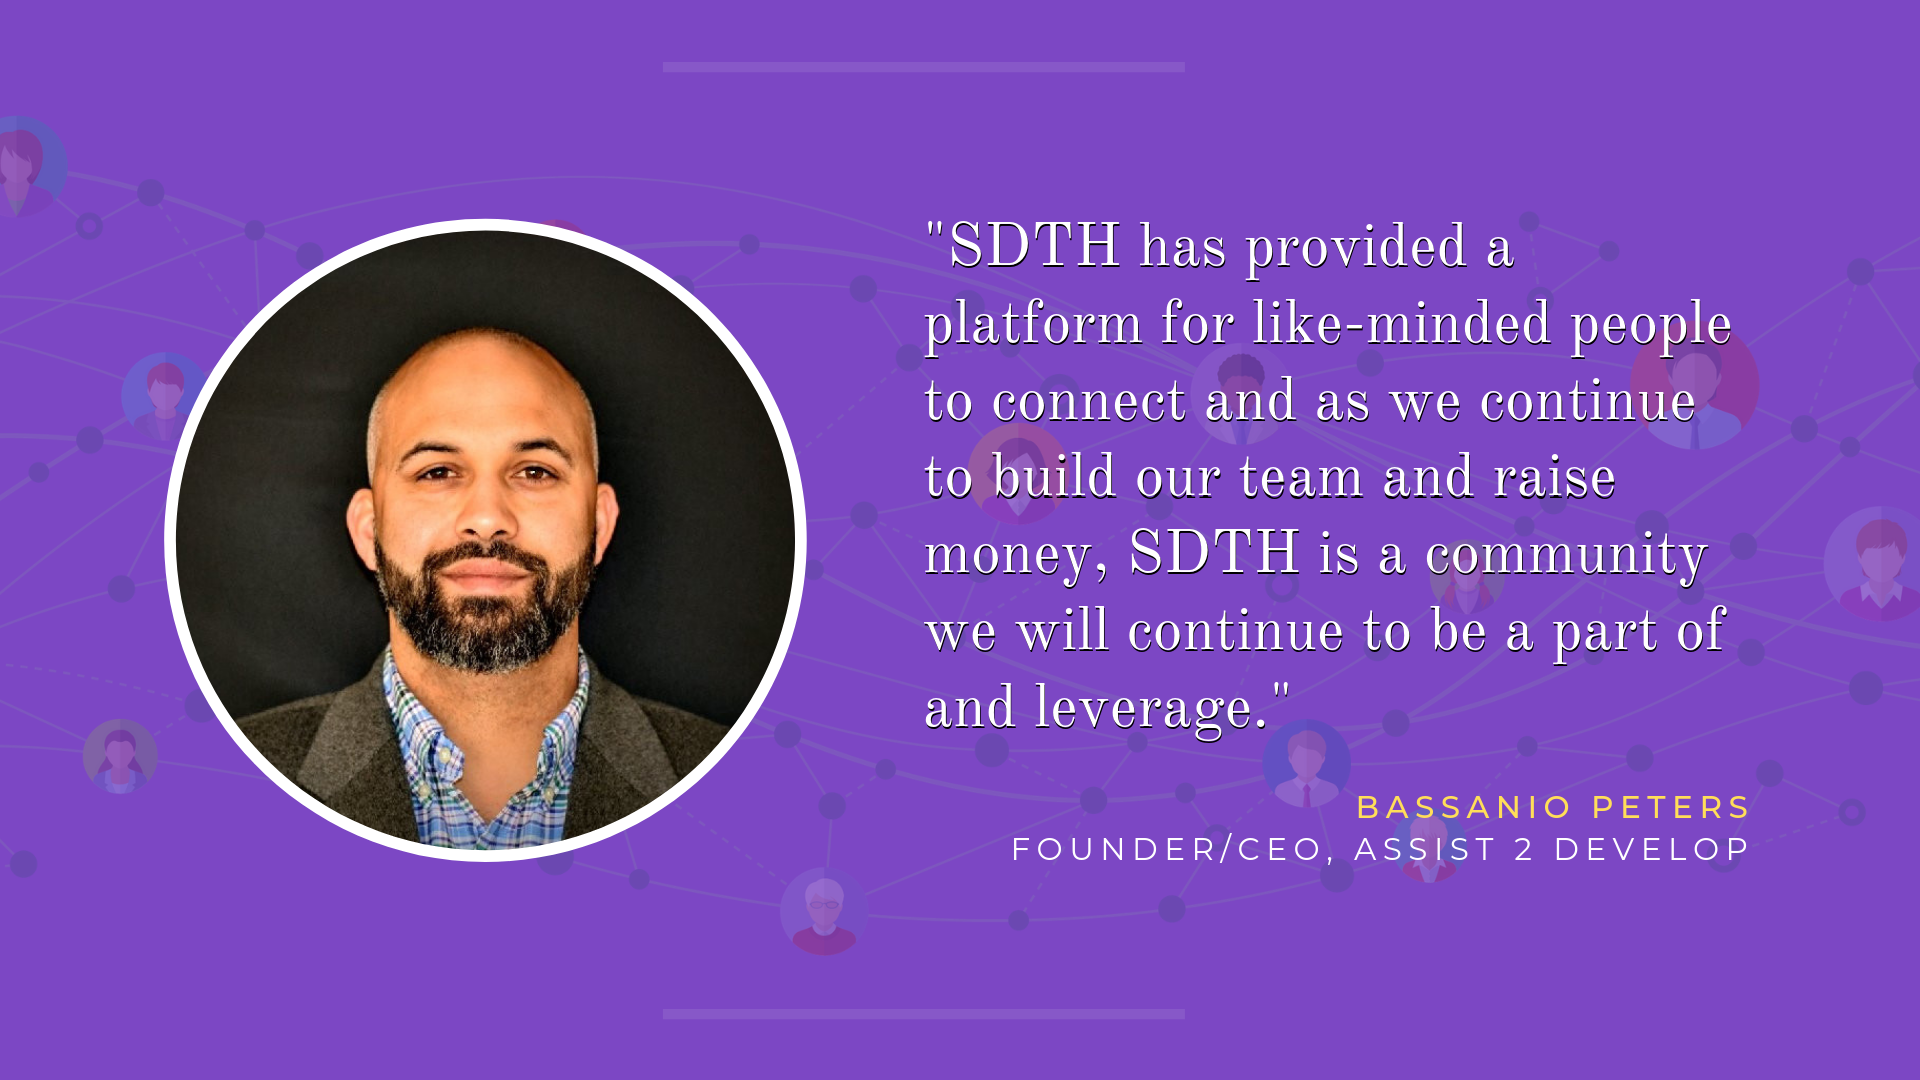 "SDTH has provided a
platform for like-minded people
to connect and as we continue
to build our team and raise
money, SDTH is a community
we will continue to be a part of
and leverage."
BASSANIO PETERS
FOUNDER/CEO, ASSIST 2 DEVELOP